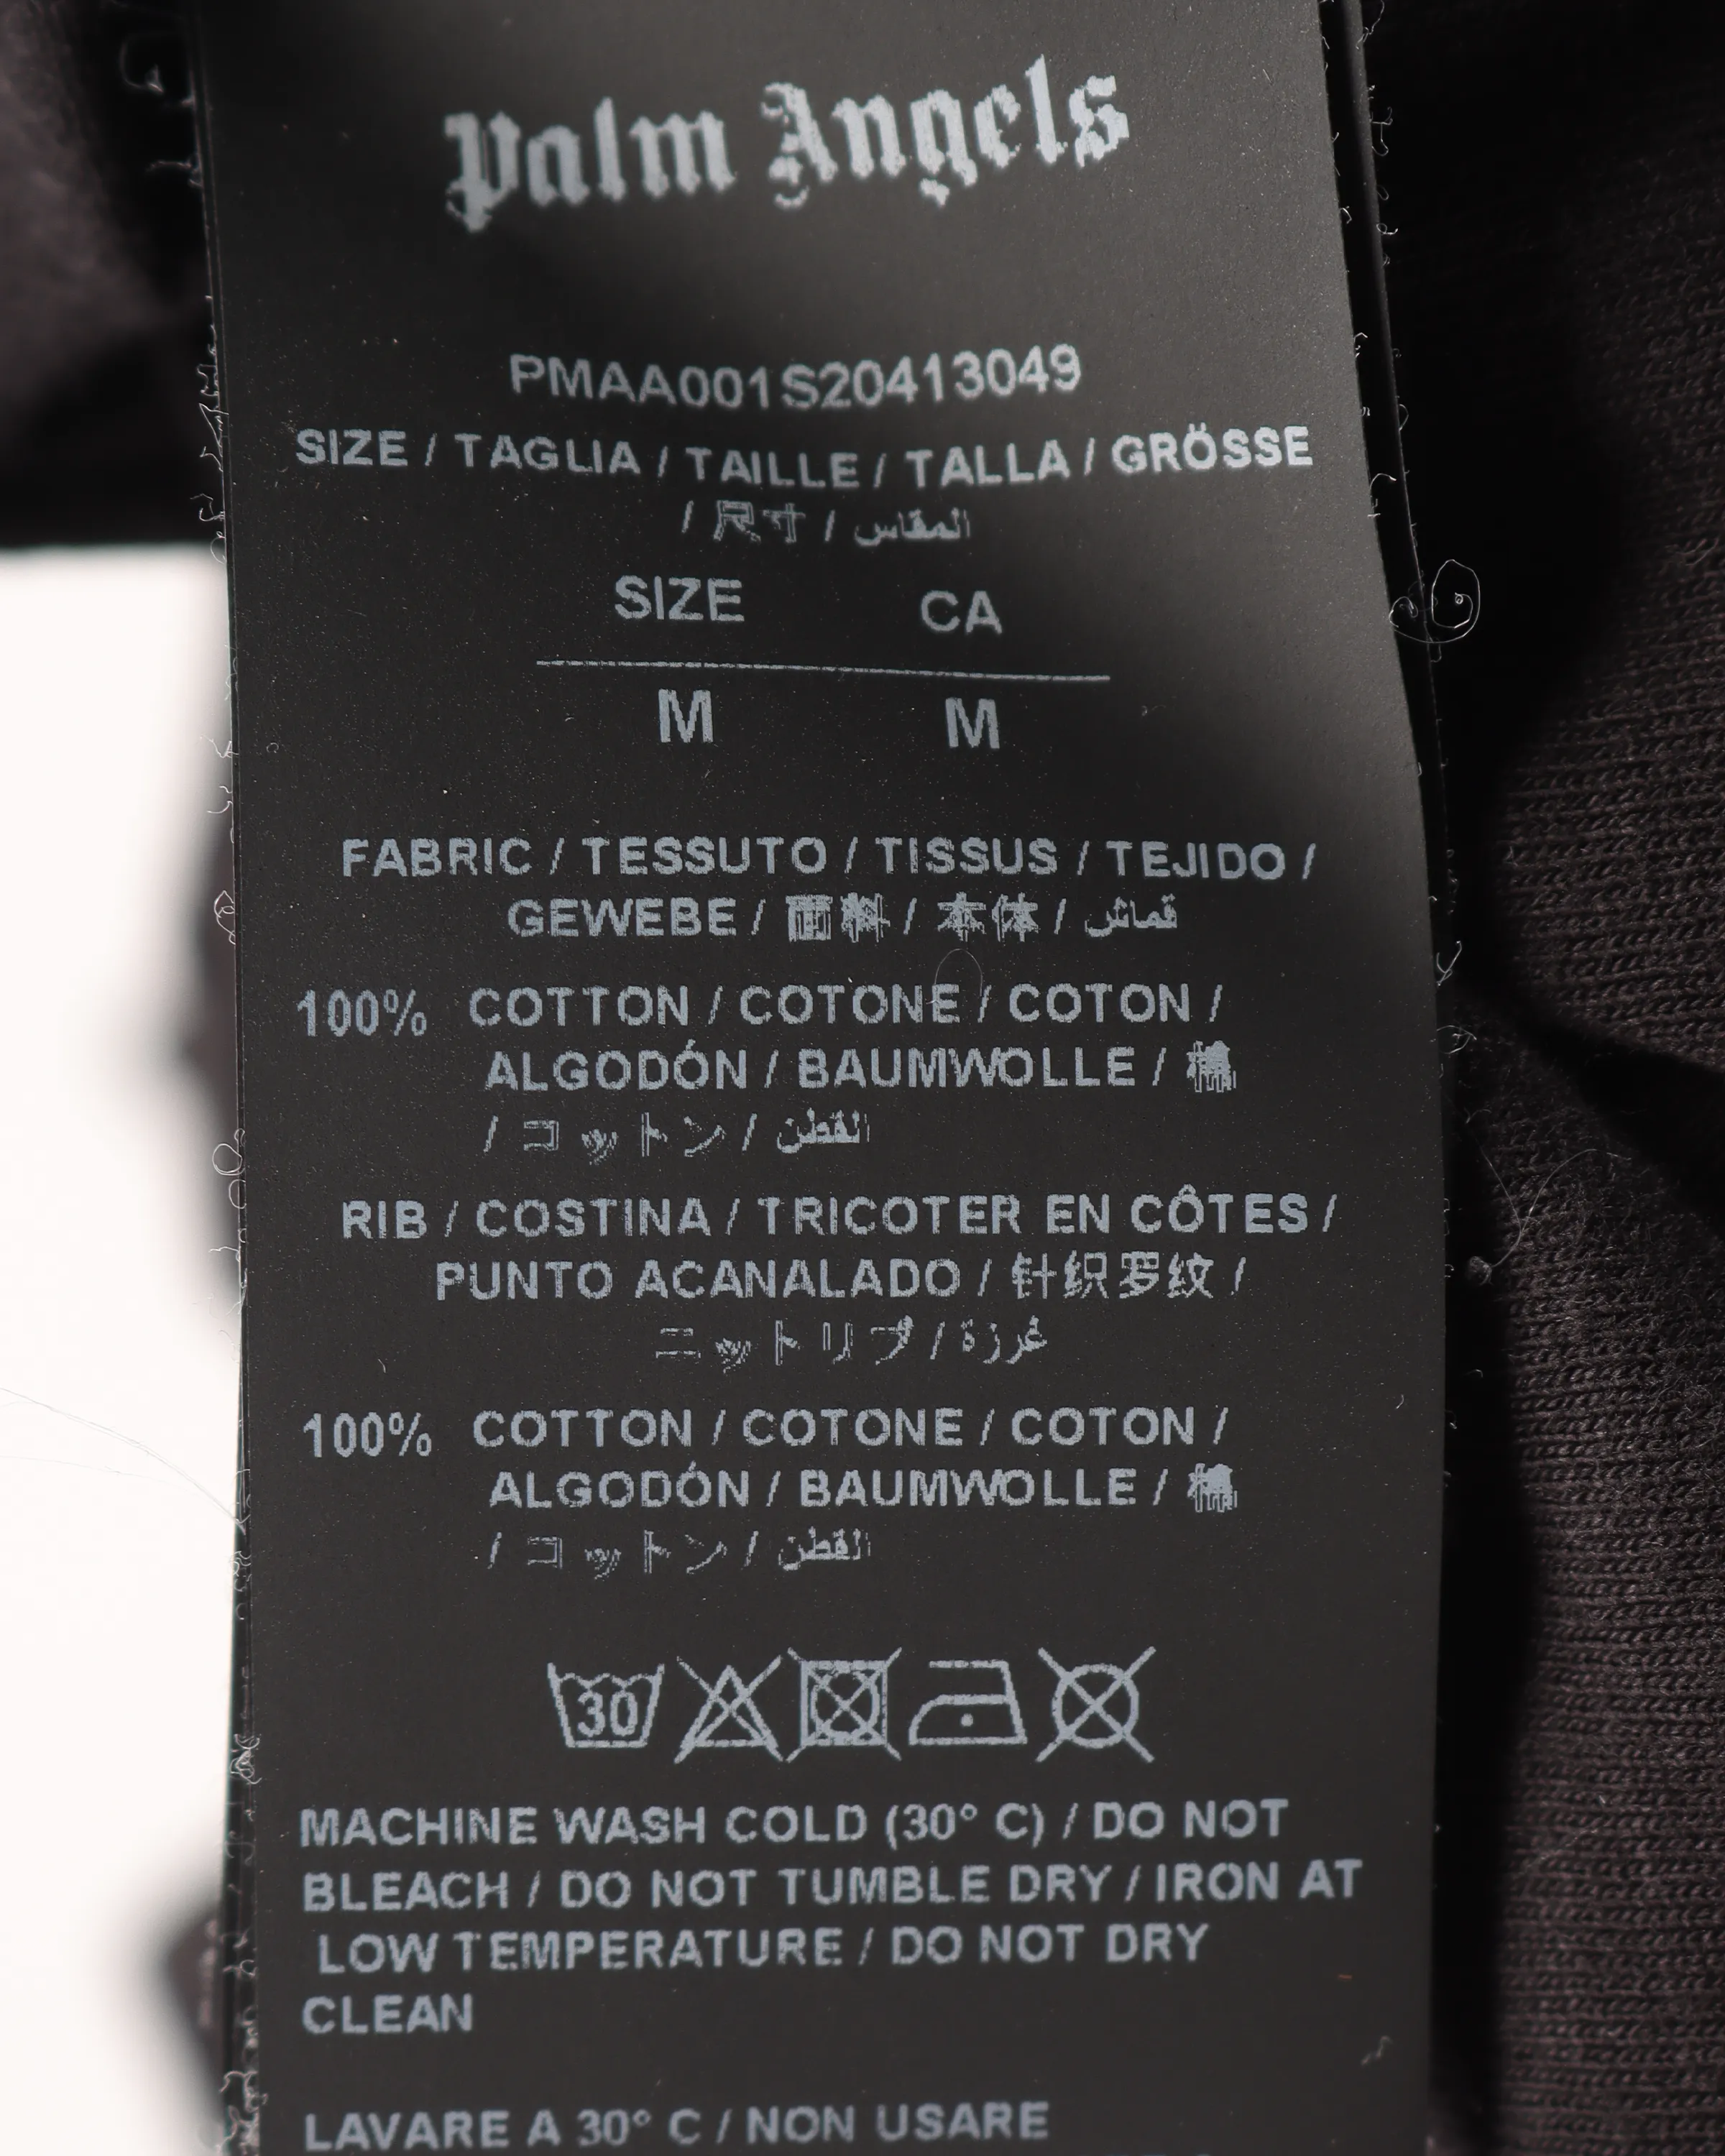 Palm Angels
PMAA001S20413049
SIZE / TAGLIA / TAILLE / TALLA / GRÖSSE
/ 尺寸 / المقاس
SIZE CA
M M
FABRIC / TESSUTO / TISSUS / TEJIDO /
GEWEBE / 面料 / 本体 / قماش
100% COTTON / COTONE / COTON /
ALGODÓN / BAUMWOLLE / 棉
/ コットン / القطن
RIB / COSTINA / TRICOTER EN CÔTES /
PUNTO ACANALADO / 针织罗纹 /
ニットリブ / غرزة
100% COTTON / COTONE / COTON /
ALGODÓN / BAUMWOLLE / 棉
/ コットン / القطن
30
MACHINE WASH COLD (30° C) / DO NOT
BLEACH / DO NOT TUMBLE DRY / IRON AT
LOW TEMPERATURE / DO NOT DRY
CLEAN
LAVARE A 30° C / NON USARE